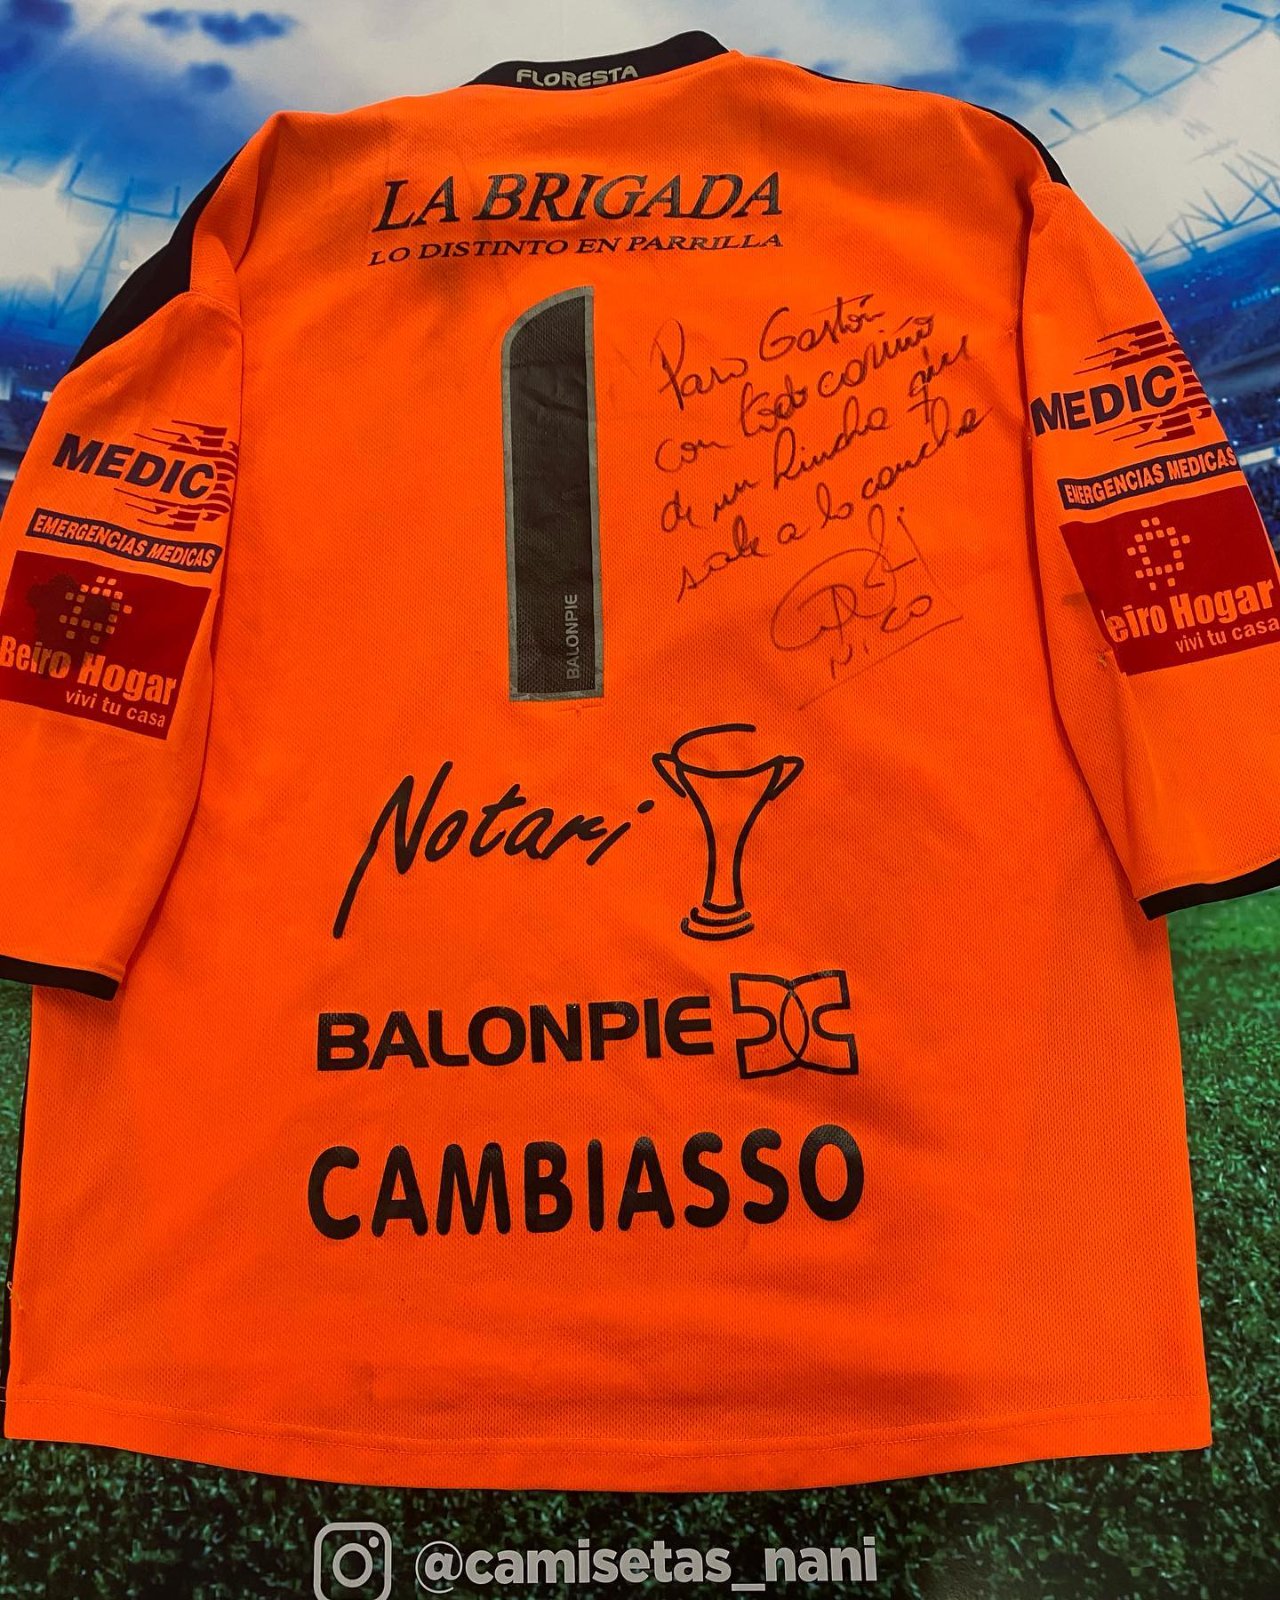 FLORESTA
LA BRIGADA
LO DISTINTO EN PARRILLA
Para Gastón
con todo cariño
de un hincha que
sale a la cancha
NICO
BALONPIE
MEDIC
EMERGENCIAS MEDICAS
Beiro Hogar
vivi tu casa
MEDIC
EMERGENCIAS MEDICAS
Beiro Hogar
vivi tu casa
1
Notari
BALONPIE
CAMBIASSO
@camisetas_nani